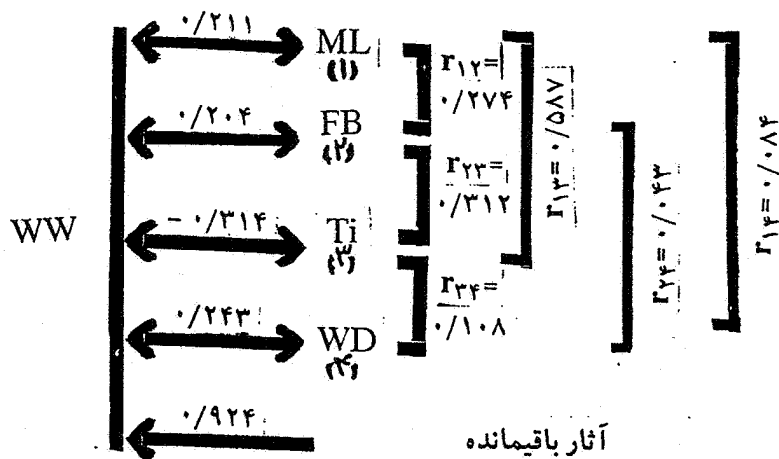 ۰/۲۱۱
ML
(۱)
r۱۲=
۰/۲۷۴
۰/۲۰۴
FB
(۲)
r۲۳=
۰/۳۱۲
r۱۳=۰/۵۸۷
WW
- ۰/۳۱۴
Ti
(۳)
r۳۴=
۰/۱۰۸
r۲۴=۰/۰۴۳
r۱۴=۰/۰۸۴
۰/۲۴۳
WD
(۴)
۰/۹۲۴
آثار باقیمانده